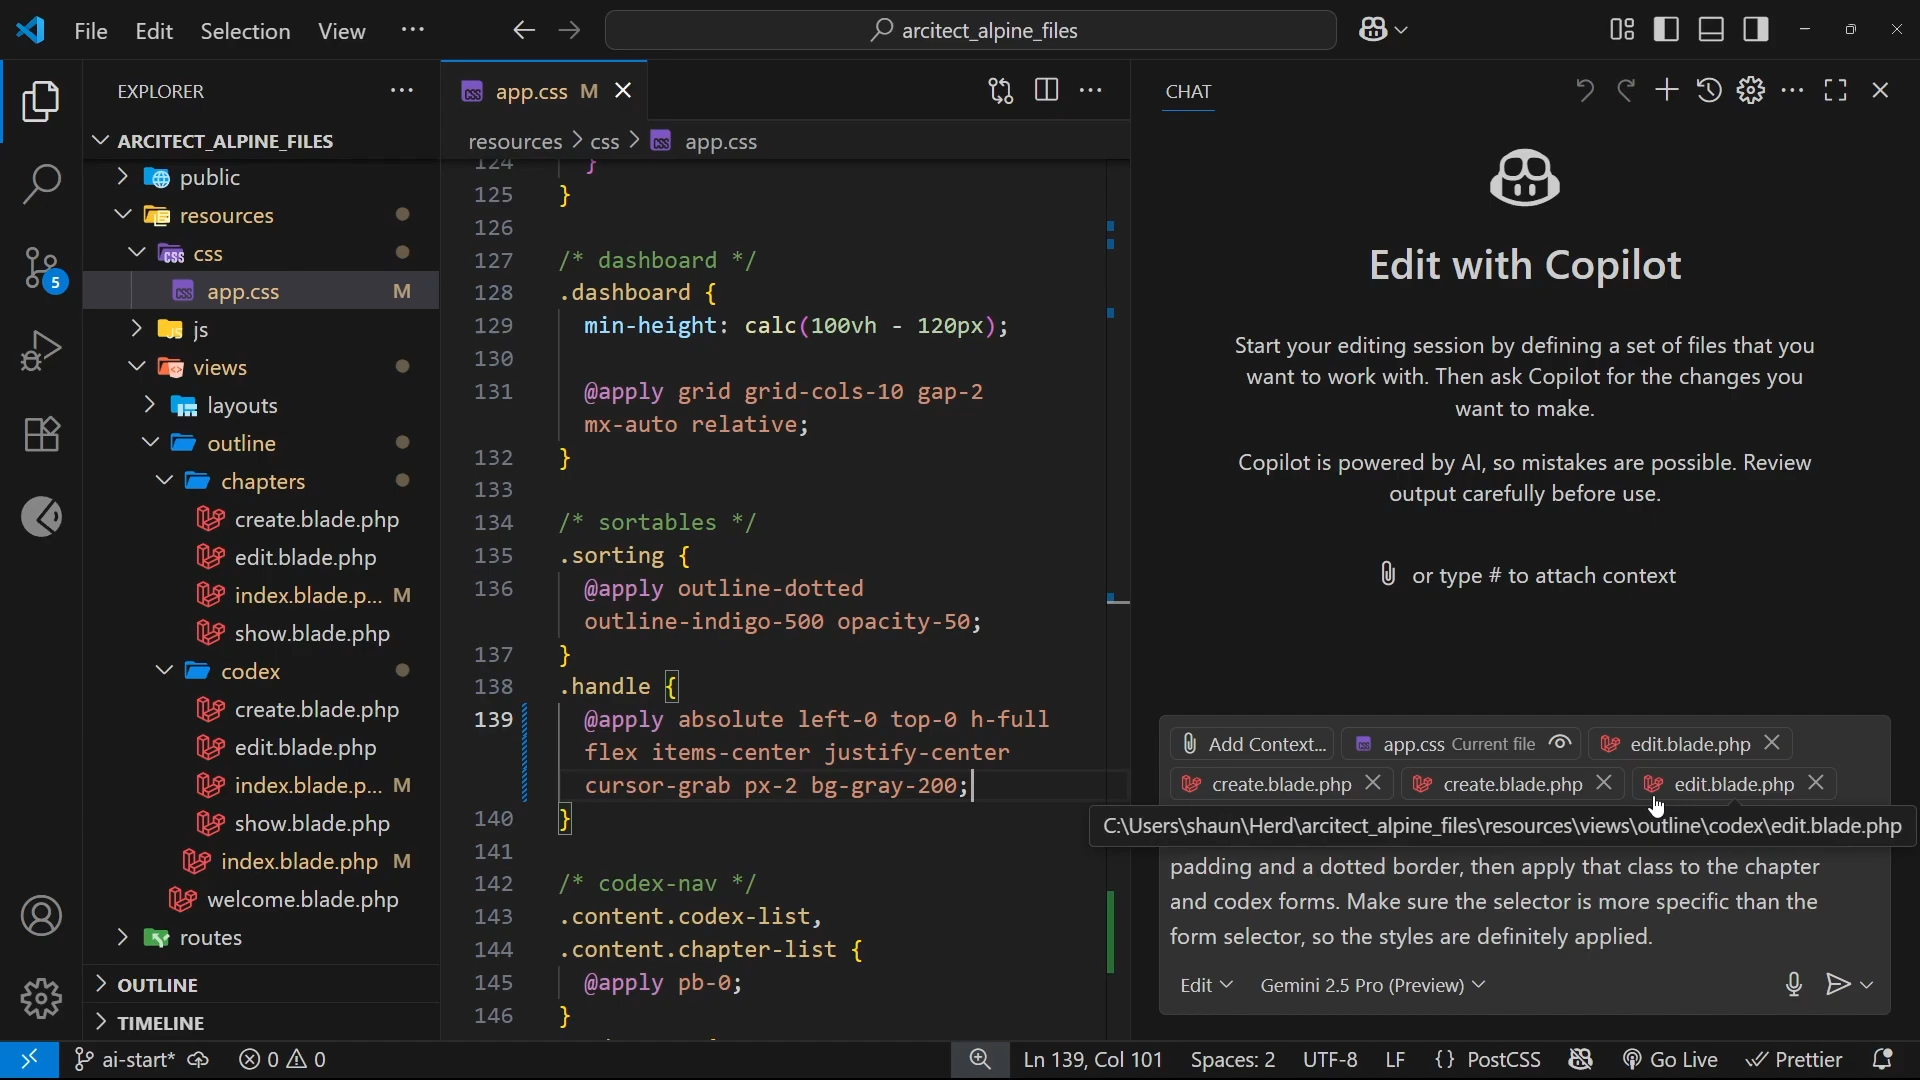 File Edit Selection View ···
arcitect_alpine_files
EXPLORER ···
ARCITECT_ALPINE_FILES
public
resources
css
app.css M
js
views
layouts
outline
chapters
create.blade.php
edit.blade.php
index.blade.p... M
show.blade.php
codex
create.blade.php
edit.blade.php
index.blade.p... M
show.blade.php
index.blade.php M
welcome.blade.php
routes
OUTLINE
TIMELINE
5
app.css M
resources > css > app.css
124 }
125 }
126
127 /* dashboard */
128 .dashboard {
129 min-height: calc(100vh - 120px);
130
131 @apply grid grid-cols-10 gap-2
mx-auto relative;
132 }
133
134 /* sortables */
135 .sorting {
136 @apply outline-dotted
outline-indigo-500 opacity-50;
137 }
138 .handle {
139 @apply absolute left-0 top-0 h-full
flex items-center justify-center
cursor-grab px-2 bg-gray-200;
140 }
141
142 /* codex-nav */
143 .content.codex-list,
144 .content.chapter-list {
145 @apply pb-0;
146 }
CHAT
Edit with Copilot
Start your editing session by defining a set of files that you
want to work with. Then ask Copilot for the changes you
want to make.
Copilot is powered by AI, so mistakes are possible. Review
output carefully before use.
or type # to attach context
Add Context... app.css Current file edit.blade.php
create.blade.php create.blade.php edit.blade.php
C:\Users\shaun\Herd\arcitect_alpine_files\resources\views\outline\codex\edit.blade.php
padding and a dotted border, then apply that class to the chapter
and codex forms. Make sure the selector is more specific than the
form selector, so the styles are definitely applied.
Edit Gemini 2.5 Pro (Preview)
ai-start* 0 0 Ln 139, Col 101 Spaces: 2 UTF-8 LF {} PostCSS Go Live Prettier